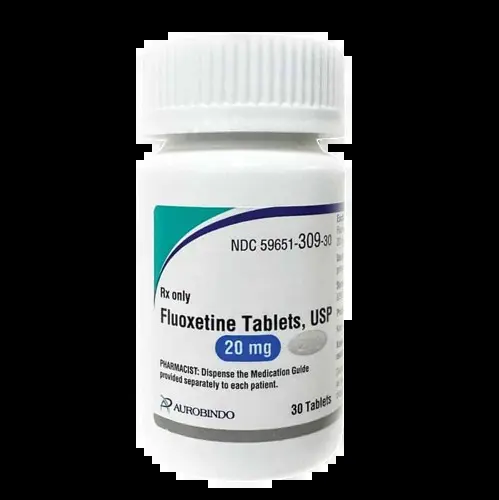 NDC 59651-309-30
Rx only
Fluoxetine Tablets, USP
20 mg
PHARMACIST: Dispense the Medication Guide
provided separately to each patient.
AUROBINDO
30 Tablets